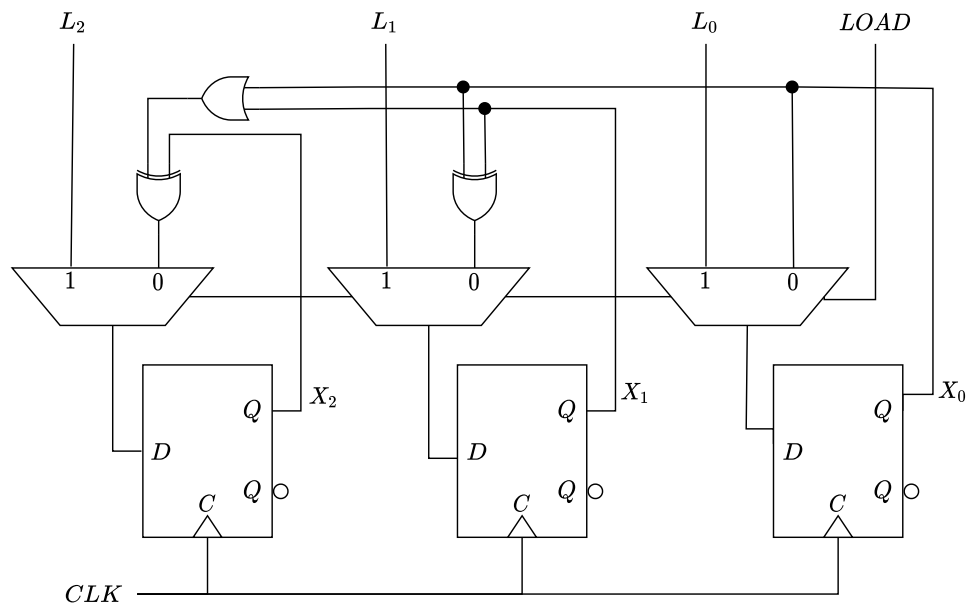 L₂ L₁ L₀ LOAD
1 0 1 0 1 0
Q X₂ Q X₁ Q X₀
D D D
Q Q Q
C C C
CLK